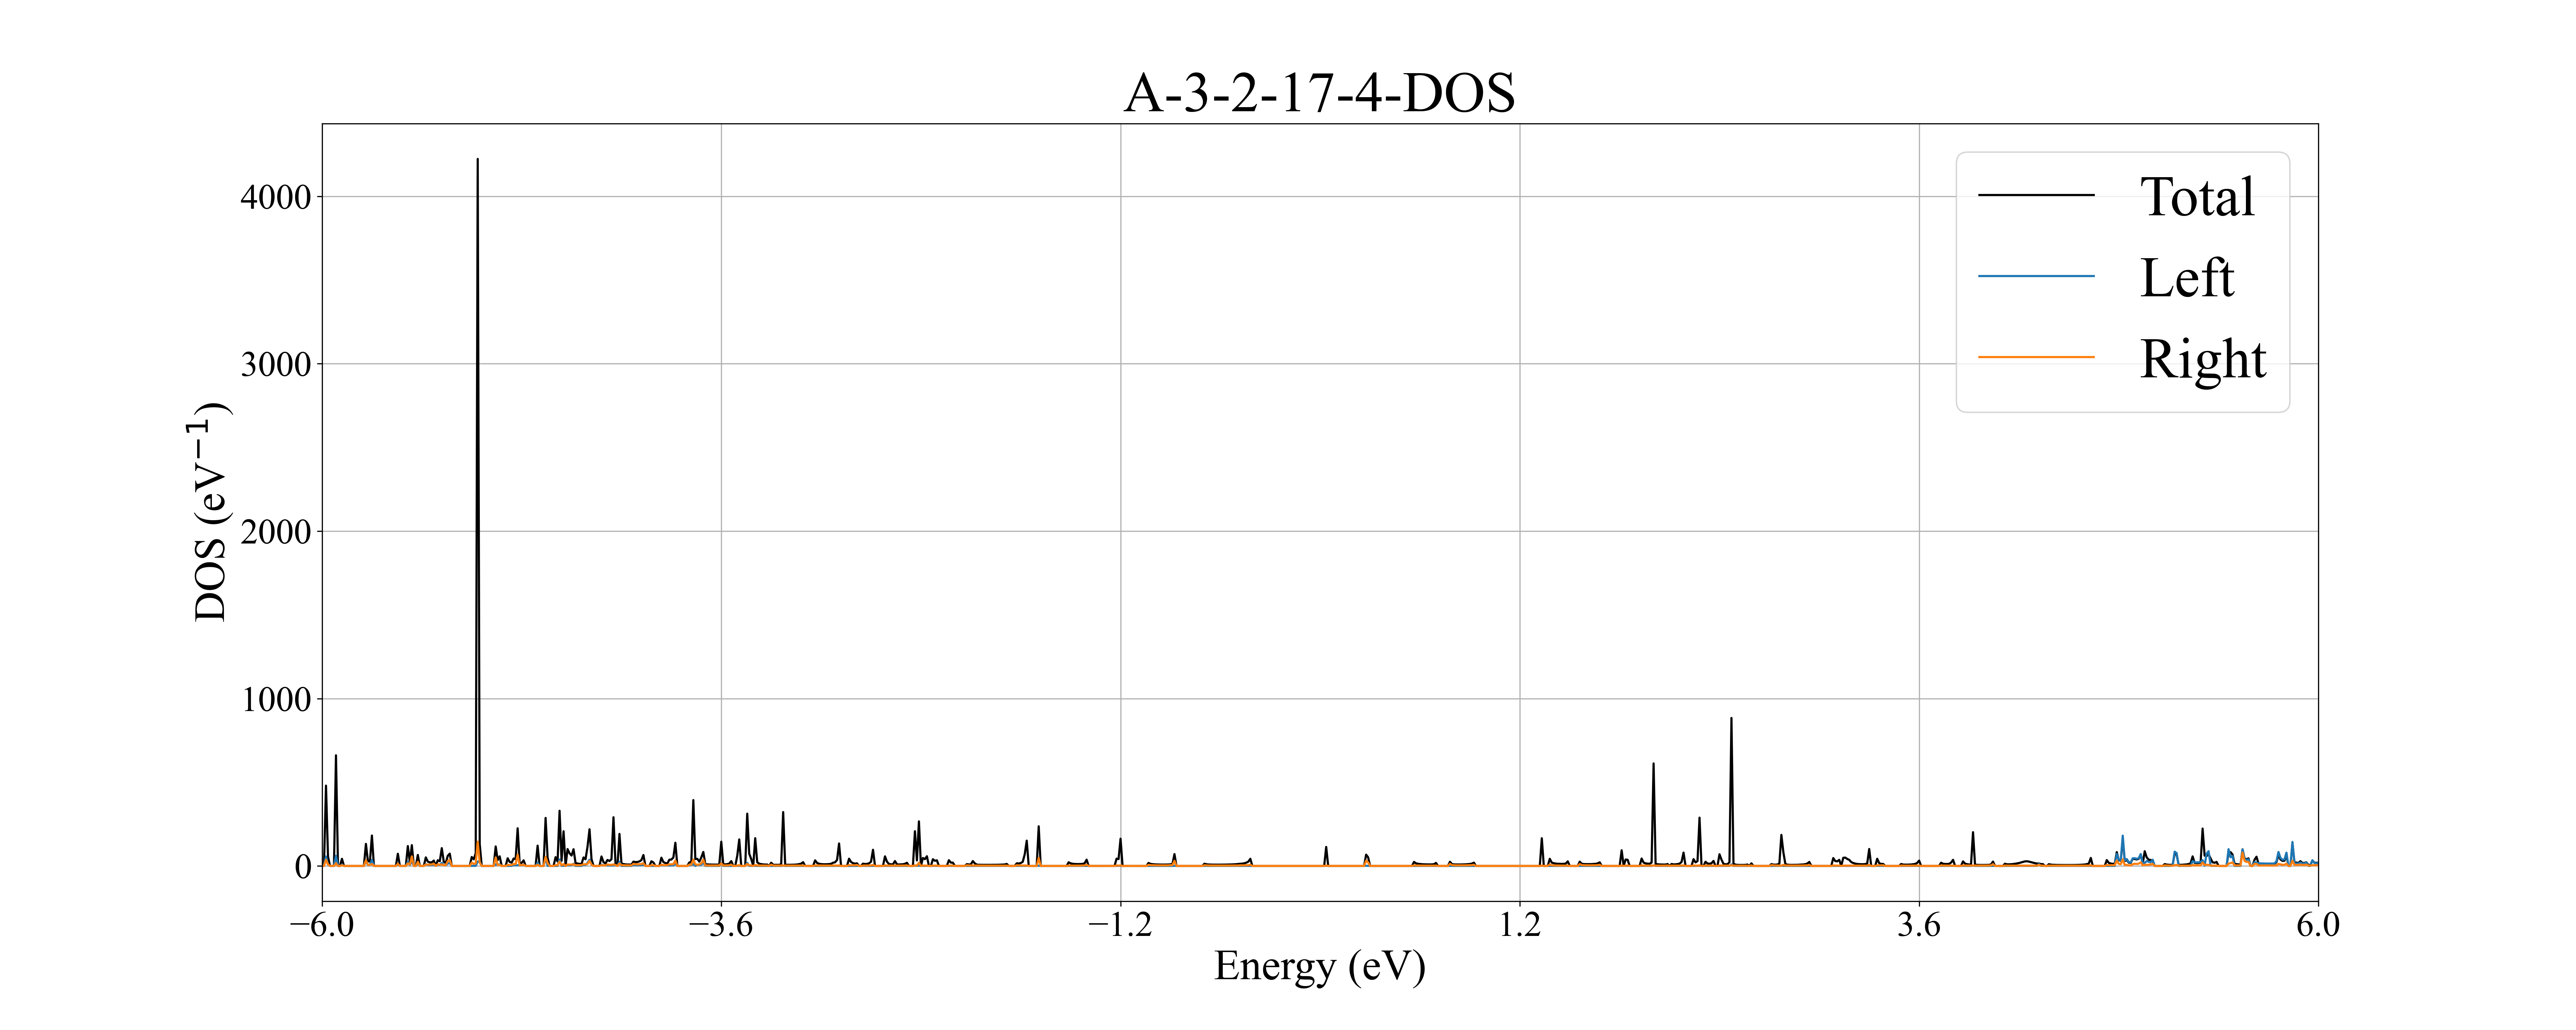 A-3-2-17-4-DOS
4000
3000
2000
1000
0
DOS (eV⁻¹)
−6.0 −3.6 −1.2 1.2 3.6 6.0
Energy (eV)
Total
Left
Right